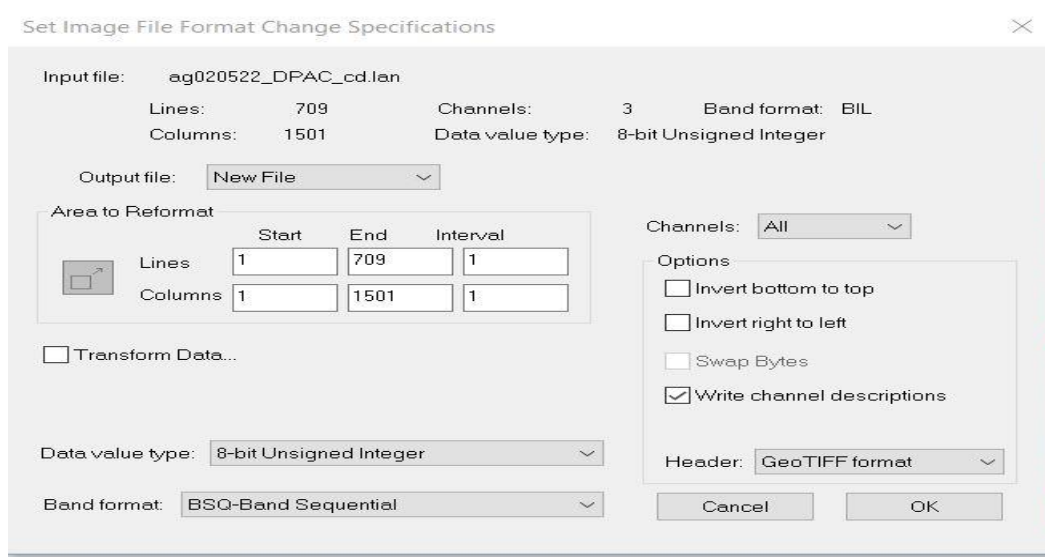 Set Image File Format Change Specifications
Input file: ag020522_DPAC_cd.lan
Lines: 709 Channels: 3 Band format: BIL
Columns: 1501 Data value type: 8-bit Unsigned Integer
Output file: New File
Area to Reformat
Start End Interval
Lines 1 709 1
Columns 1 1501 1
Transform Data...
Data value type: 8-bit Unsigned Integer
Band format: BSQ-Band Sequential
Channels: All
Options
Invert bottom to top
Invert right to left
Swap Bytes
Write channel descriptions
Header: GeoTIFF format
Cancel OK